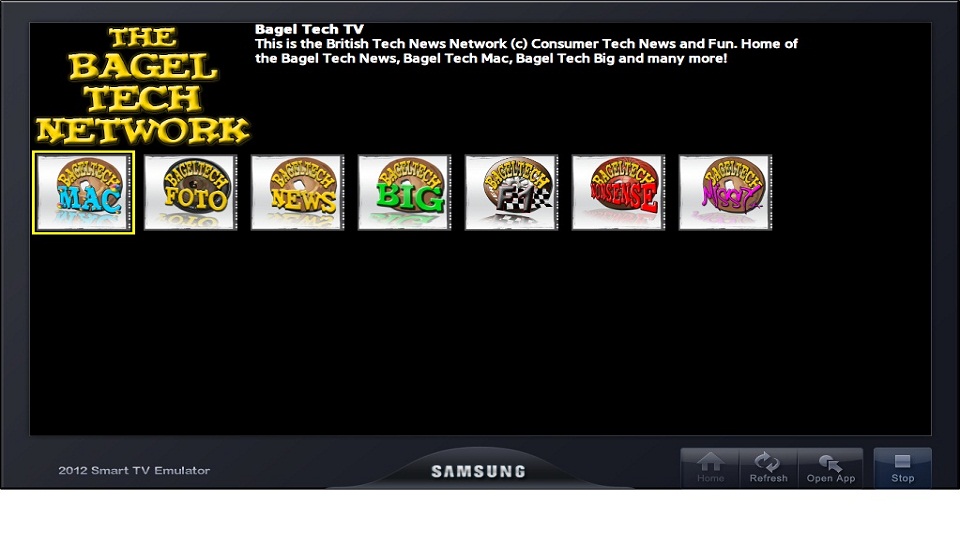 THE
BAGEL
TECH
NETWORK
Bagel Tech TV
This is the British Tech News Network (c) Consumer Tech News and Fun. Home of
the Bagel Tech News, Bagel Tech Mac, Bagel Tech Big and many more!
BAGELTECH
MAC
BAGELTECH
FOTO
BAGELTECH
NEWS
BAGELTECH
BIG
BAGELTECH
F1
BAGELTECH
NONSENSE
BAGELTECH
MiggY
2012 Smart TV Emulator
SAMSUNG
Home
Refresh
Open App
Stop